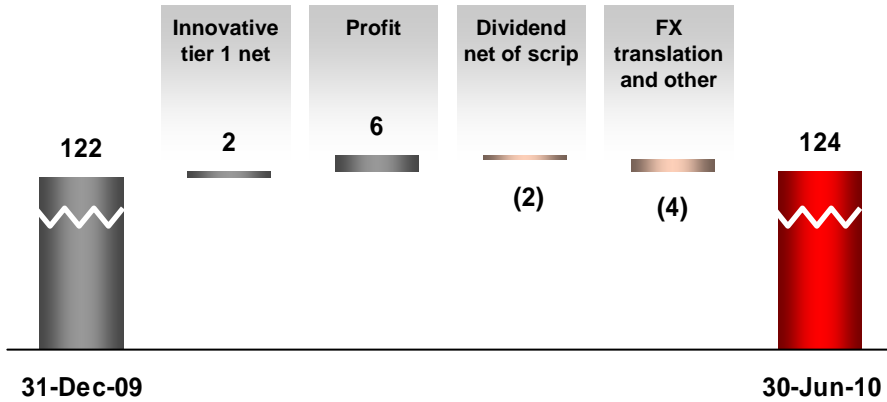 Innovative
tier 1 net
Profit
Dividend
net of scrip
FX
translation
and other
122
2
6
(2)
(4)
124
31-Dec-09
30-Jun-10